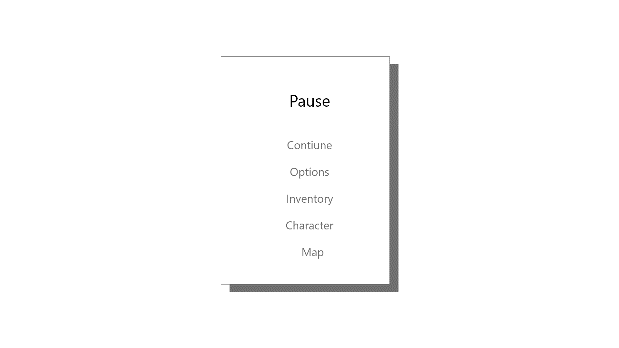 Pause
Contiune
Options
Inventory
Character
Map